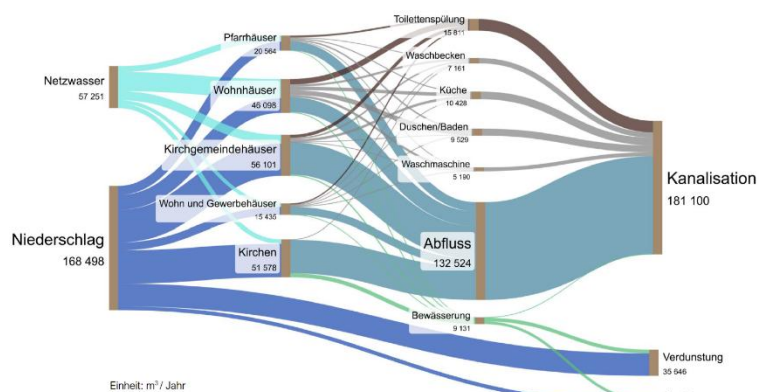 Netzwasser
57 251
Niederschlag
168 498
Pfarrhäuser
20 564
Wohnhäuser
46 098
Kirchgemeindehäuser
56 101
Wohn und Gewerbehäuser
15 435
Kirchen
51 578
Toilettenspülung
15 811
Waschbecken
7 161
Küche
10 428
Duschen/Baden
9 529
Waschmaschine
5 190
Abfluss
132 524
Bewässerung
9 131
Kanalisation
181 100
Verdunstung
35 646
Einheit: m³ / Jahr